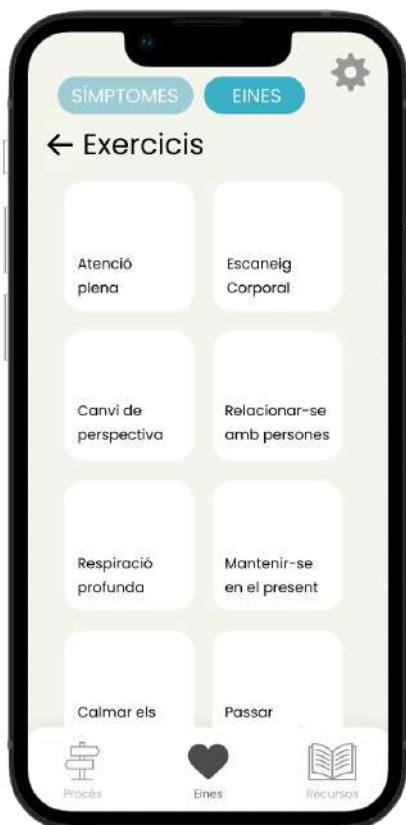 SÍMPTOMES EINES
← Exercicis
Atenció
plena
Escaneig
Corporal
Canvi de
perspectiva
Relacionar-se
amb persones
Respiració
profunda
Mantenir-se
en el present
Calmar els
Passar
Procés Eines Recursos